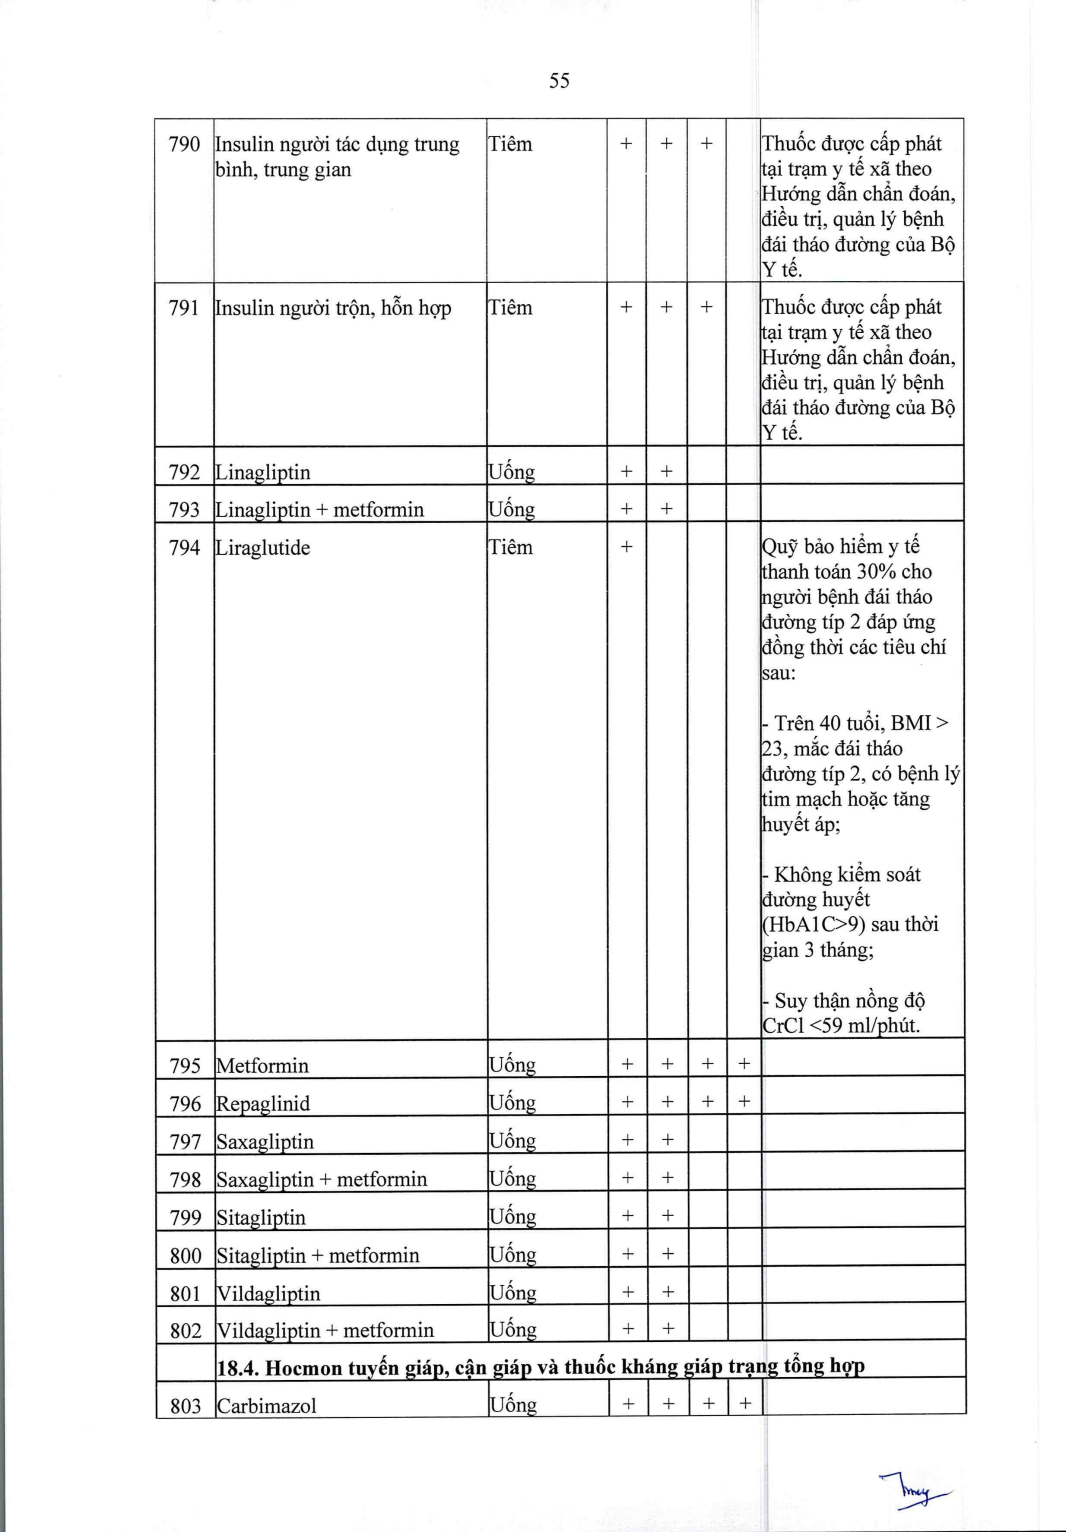 55
790 Insulin người tác dụng trung Tiêm + + + Thuốc được cấp phát
bình, trung gian tại trạm y tế xã theo
Hướng dẫn chẩn đoán,
điều trị, quản lý bệnh
đái tháo đường của Bộ
Y tế.
791 Insulin người trộn, hỗn hợp Tiêm + + + Thuốc được cấp phát
tại trạm y tế xã theo
Hướng dẫn chẩn đoán,
điều trị, quản lý bệnh
đái tháo đường của Bộ
Y tế.
792 Linagliptin Uống + +
793 Linagliptin + metformin Uống + +
794 Liraglutide Tiêm + Quỹ bảo hiểm y tế
thanh toán 30% cho
người bệnh đái tháo
đường típ 2 đáp ứng
đồng thời các tiêu chí
sau:
- Trên 40 tuổi, BMI >
23, mắc đái tháo
đường típ 2, có bệnh lý
tim mạch hoặc tăng
huyết áp;
- Không kiểm soát
đường huyết
(HbA1C>9) sau thời
gian 3 tháng;
- Suy thận nồng độ
CrCl <59 ml/phút.
795 Metformin Uống + + + +
796 Repaglinid Uống + + + +
797 Saxagliptin Uống + +
798 Saxagliptin + metformin Uống + +
799 Sitagliptin Uống + +
800 Sitagliptin + metformin Uống + +
801 Vildagliptin Uống + +
802 Vildagliptin + metformin Uống + +
18.4. Hocmon tuyến giáp, cận giáp và thuốc kháng giáp trạng tổng hợp
803 Carbimazol Uống + + + +